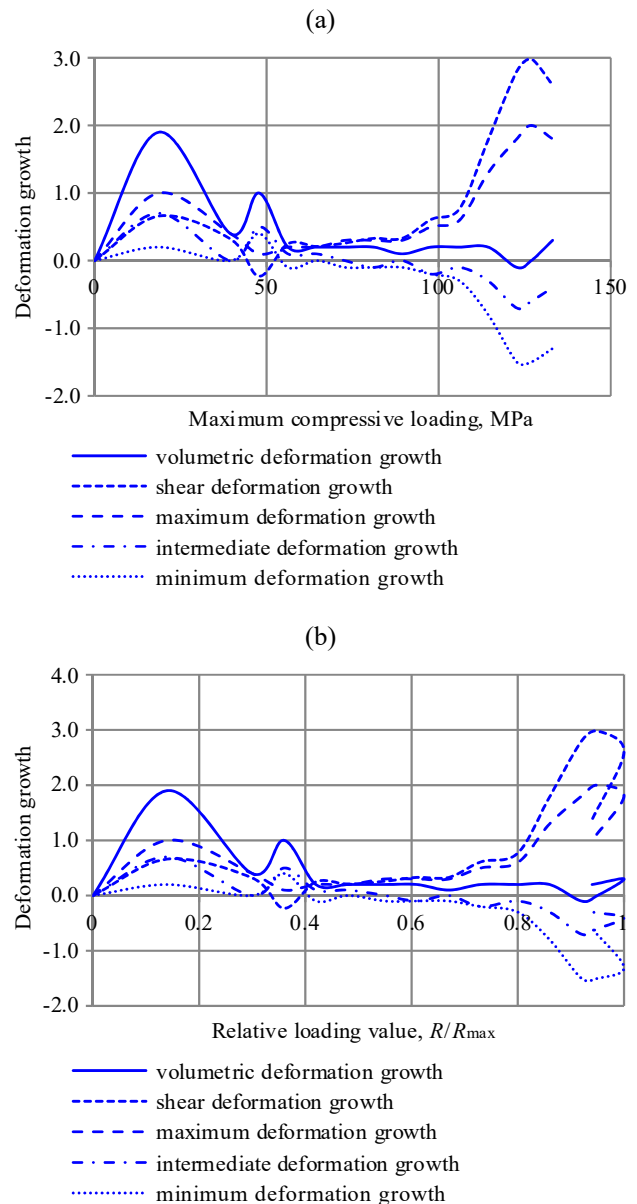 (a)
3.0
2.0
1.0
0.0
-1.0
-2.0
0
50
100
150
Deformation growth
Maximum compressive loading, MPa
volumetric deformation growth
shear deformation growth
maximum deformation growth
intermediate deformation growth
minimum deformation growth
(b)
4.0
3.0
2.0
1.0
0.0
-1.0
-2.0
0
0.2
0.4
0.6
0.8
1
Deformation growth
Relative loading value, R/Rmax
volumetric deformation growth
shear deformation growth
maximum deformation growth
intermediate deformation growth
minimum deformation growth